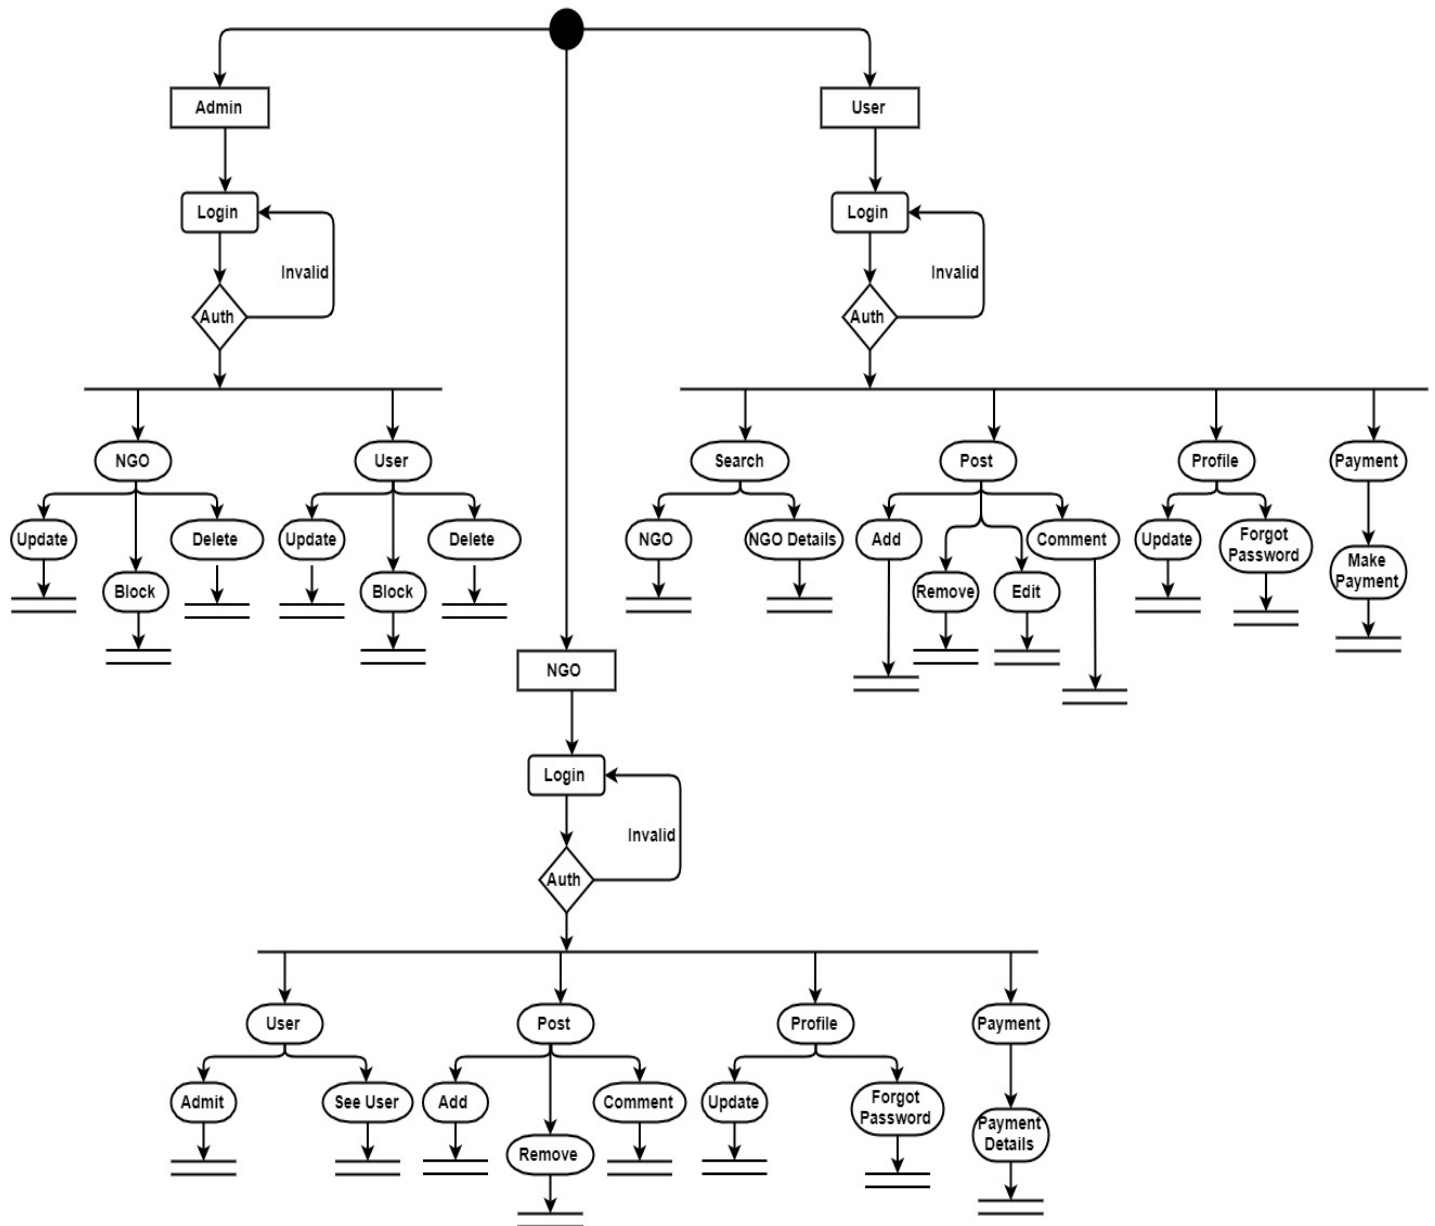 Admin
User
Login
Login
Invalid
Invalid
Auth
Auth
NGO
User
Search
Post
Profile
Payment
Update
Delete
Update
Delete
NGO
NGO Details
Add
Comment
Update
Forgot
Password
Block
Block
Remove
Edit
Make
Payment
NGO
Login
Invalid
Auth
User
Post
Profile
Payment
Admit
See User
Add
Comment
Update
Forgot
Password
Remove
Payment
Details